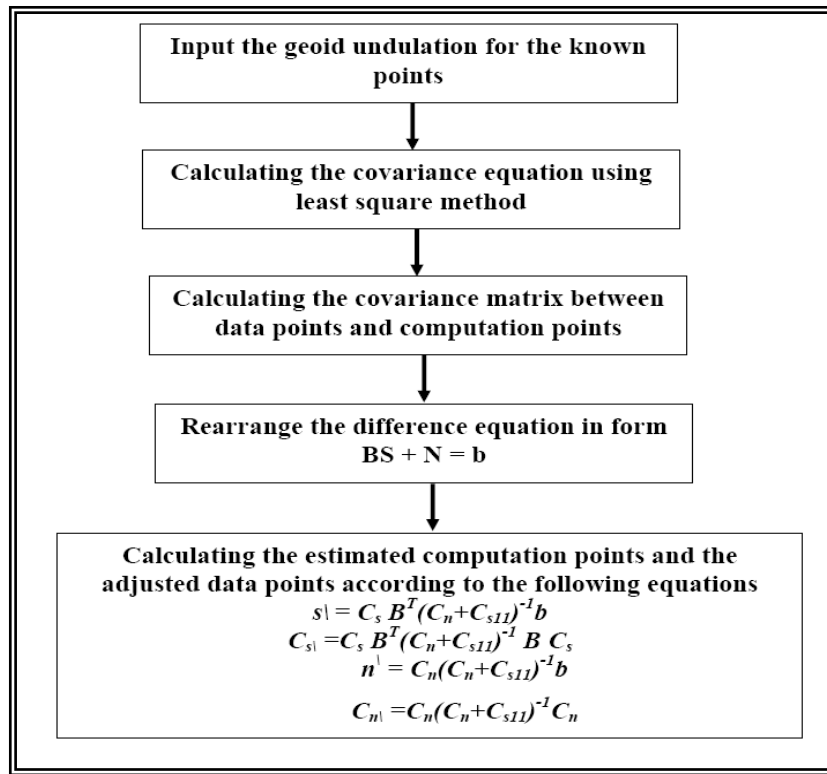 Input the geoid undulation for the known
points
Calculating the covariance equation using
least square method
Calculating the covariance matrix between
data points and computation points
Rearrange the difference equation in form
BS + N = b
Calculating the estimated computation points and the
adjusted data points according to the following equations
s\ = Cₛ Bᵀ(Cₙ+Cₛ₁₁)⁻¹b
Cₛ\ =Cₛ Bᵀ(Cₙ+Cₛ₁₁)⁻¹ B Cₛ
n\ = Cₙ(Cₙ+Cₛ₁₁)⁻¹b
Cₙ\ =Cₙ(Cₙ+Cₛ₁₁)⁻¹Cₙ